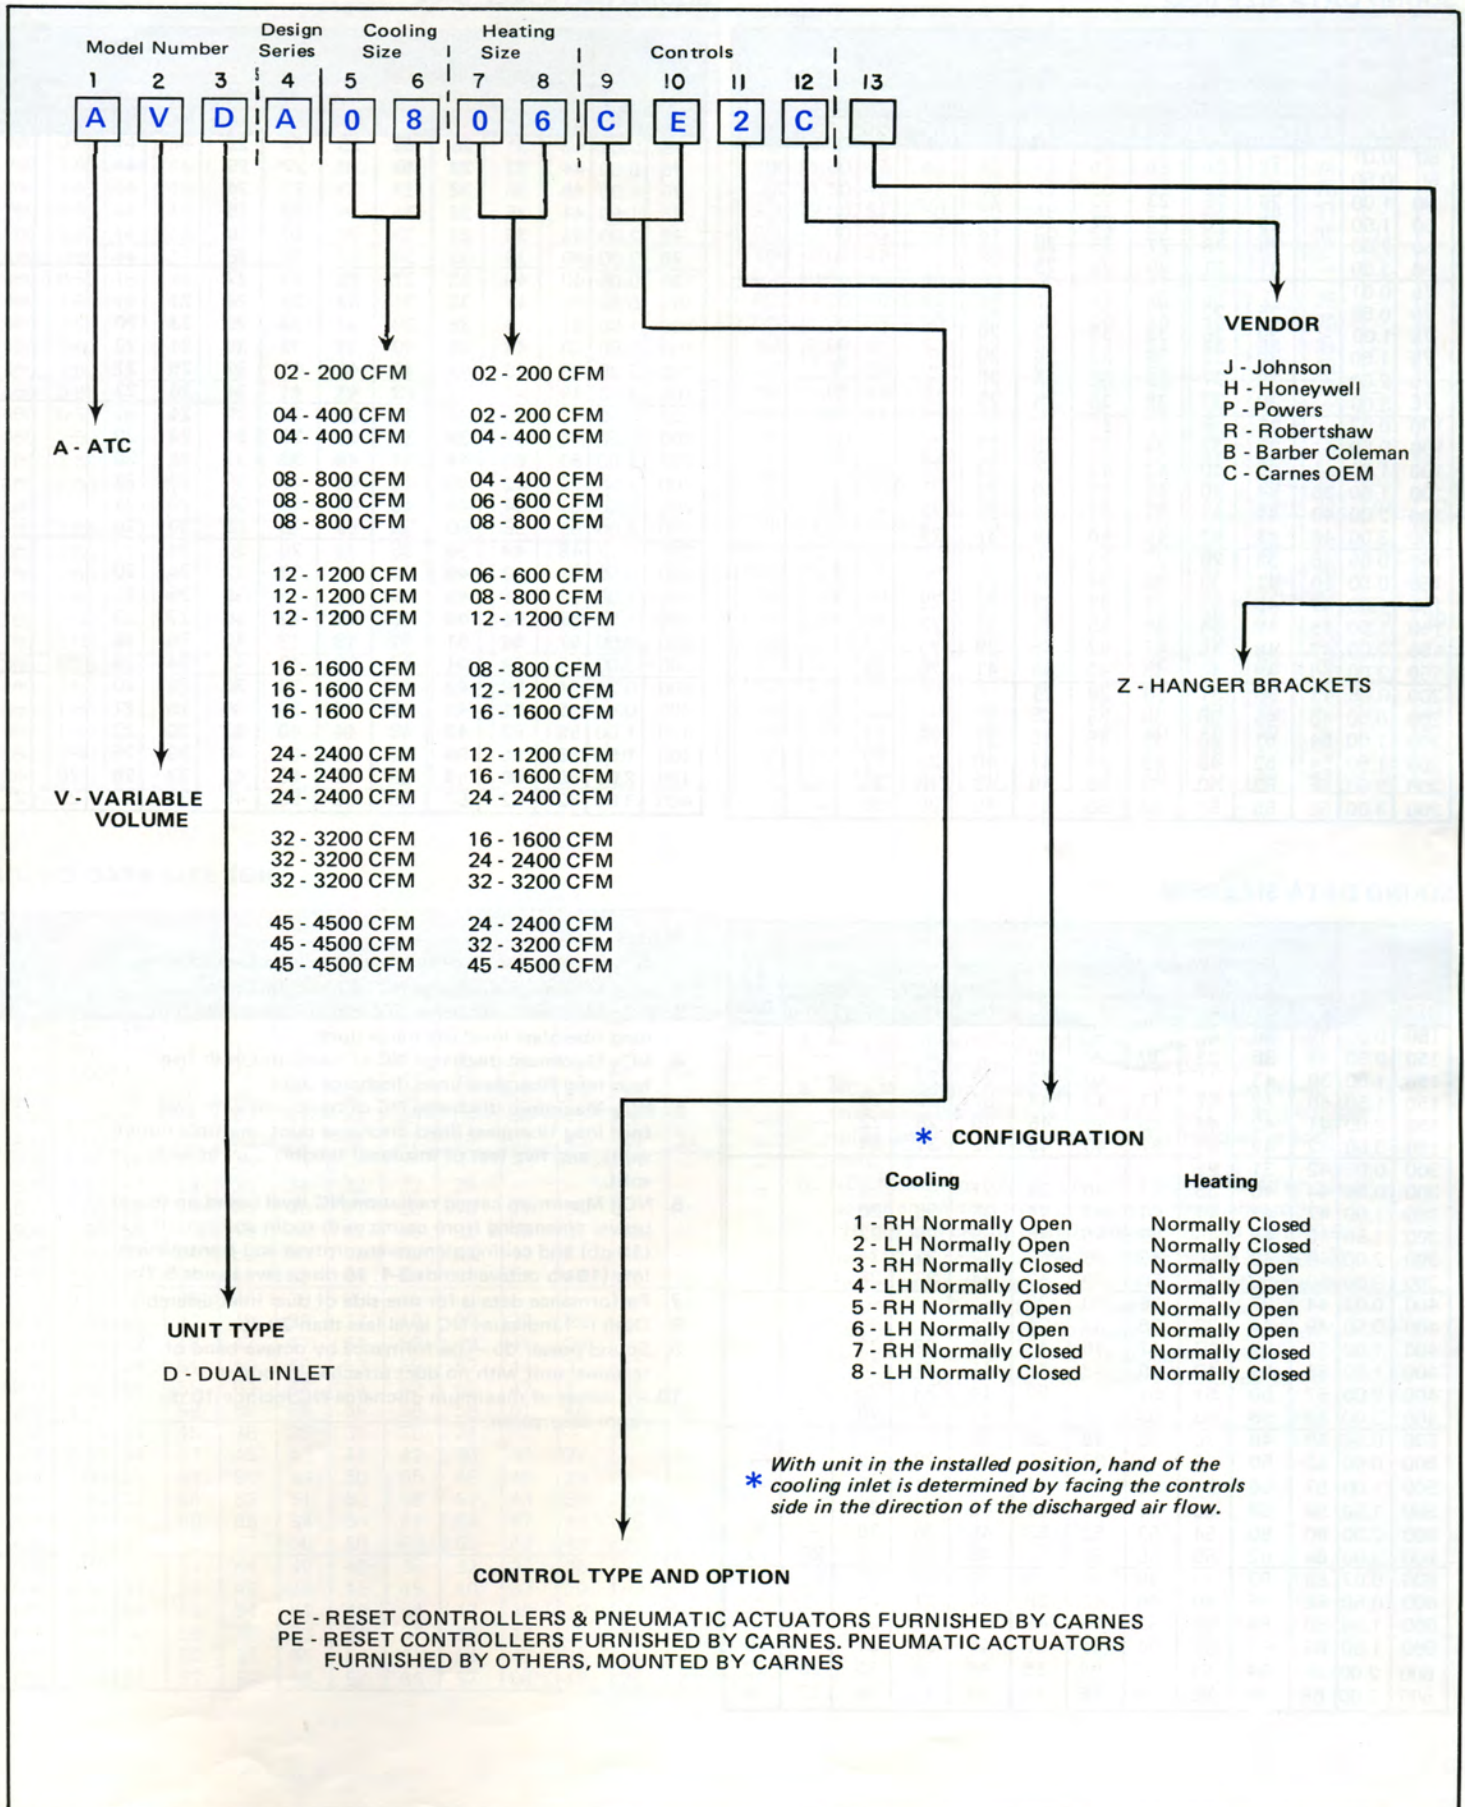 Model Number Design Series Cooling Size Heating Size Controls
1 2 3 4 5 6 7 8 9 10 11 12 13
A V D A 0 8 0 6 C E 2 C
A - ATC
V - VARIABLE
VOLUME
UNIT TYPE
D - DUAL INLET
02 - 200 CFM 02 - 200 CFM
04 - 400 CFM 02 - 200 CFM
04 - 400 CFM 04 - 400 CFM
08 - 800 CFM 04 - 400 CFM
08 - 800 CFM 06 - 600 CFM
08 - 800 CFM 08 - 800 CFM
12 - 1200 CFM 06 - 600 CFM
12 - 1200 CFM 08 - 800 CFM
12 - 1200 CFM 12 - 1200 CFM
16 - 1600 CFM 08 - 800 CFM
16 - 1600 CFM 12 - 1200 CFM
16 - 1600 CFM 16 - 1600 CFM
24 - 2400 CFM 12 - 1200 CFM
24 - 2400 CFM 16 - 1600 CFM
24 - 2400 CFM 24 - 2400 CFM
32 - 3200 CFM 16 - 1600 CFM
32 - 3200 CFM 24 - 2400 CFM
32 - 3200 CFM 32 - 3200 CFM
45 - 4500 CFM 24 - 2400 CFM
45 - 4500 CFM 32 - 3200 CFM
45 - 4500 CFM 45 - 4500 CFM
VENDOR
J - Johnson
H - Honeywell
P - Powers
R - Robertshaw
B - Barber Coleman
C - Carnes OEM
Z - HANGER BRACKETS
* CONFIGURATION
Cooling Heating
1 - RH Normally Open Normally Closed
2 - LH Normally Open Normally Closed
3 - RH Normally Closed Normally Open
4 - LH Normally Closed Normally Open
5 - RH Normally Open Normally Open
6 - LH Normally Open Normally Open
7 - RH Normally Closed Normally Closed
8 - LH Normally Closed Normally Closed
* With unit in the installed position, hand of the
cooling inlet is determined by facing the controls
side in the direction of the discharged air flow.
CONTROL TYPE AND OPTION
CE - RESET CONTROLLERS & PNEUMATIC ACTUATORS FURNISHED BY CARNES
PE - RESET CONTROLLERS FURNISHED BY CARNES. PNEUMATIC ACTUATORS
FURNISHED BY OTHERS, MOUNTED BY CARNES